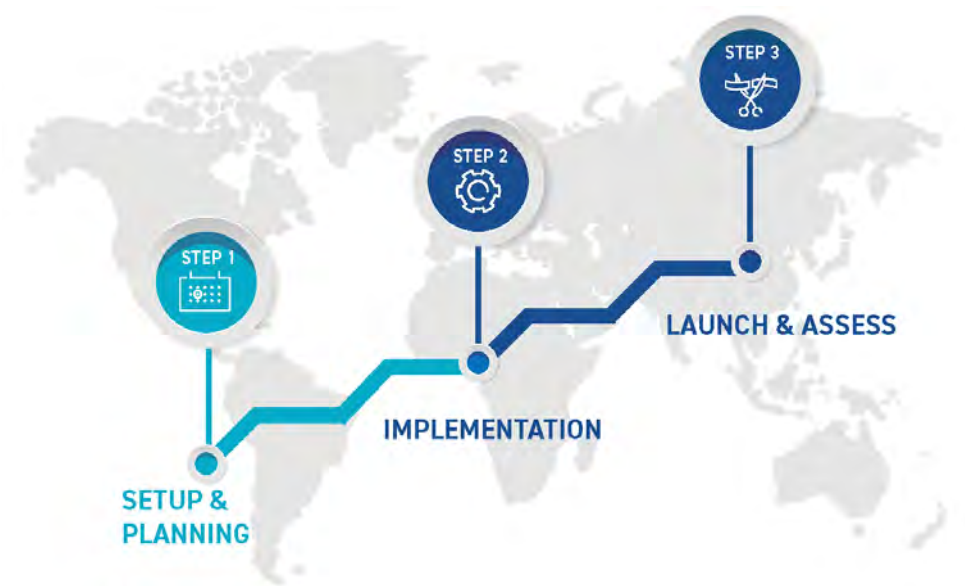 STEP 1
SETUP &
PLANNING
STEP 2
IMPLEMENTATION
STEP 3
LAUNCH & ASSESS